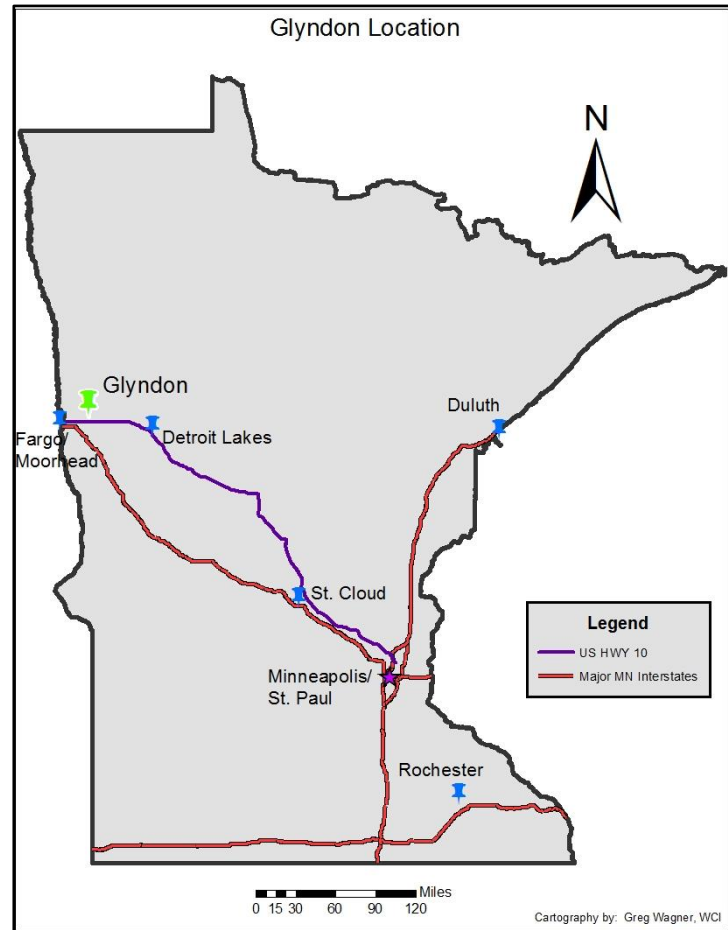 Glyndon Location
N
Glyndon
Duluth
Fargo/
Moorhead
Detroit Lakes
St. Cloud
Legend
US HWY 10
Major MN Interstates
Minneapolis/
St. Paul
Rochester
Miles
0 15 30 60 90 120
Cartography by: Greg Wagner, WCI